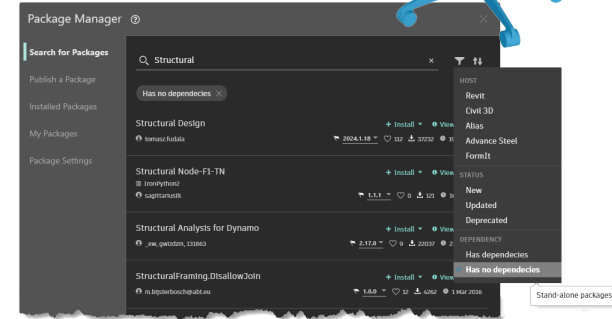 Package Manager
Search for Packages
Publish a Package
Installed Packages
My Packages
Package Settings
Structural
Has no dependecies
Structural Design
+ Install
View
tomasz.fudala
2024.1.18
112
37232
Structural Node-F1-TN
IronPython2
+ Install
View
sagittariustk
1.1.1
0
121
Structural Analysis for Dynamo
+ Install
View
_ew, gwizdzm, 131863
2.17.0
9
22037
StructuralFraming.DisallowJoin
+ Install
View
m.bijsterbosch@abt.eu
1.0.0
12
4262
1 Mar 2016
HOST
Revit
Civil 3D
Alias
Advance Steel
FormIt
STATUS
New
Updated
Deprecated
DEPENDENCY
Has dependecies
Has no dependecies
Stand-alone packages